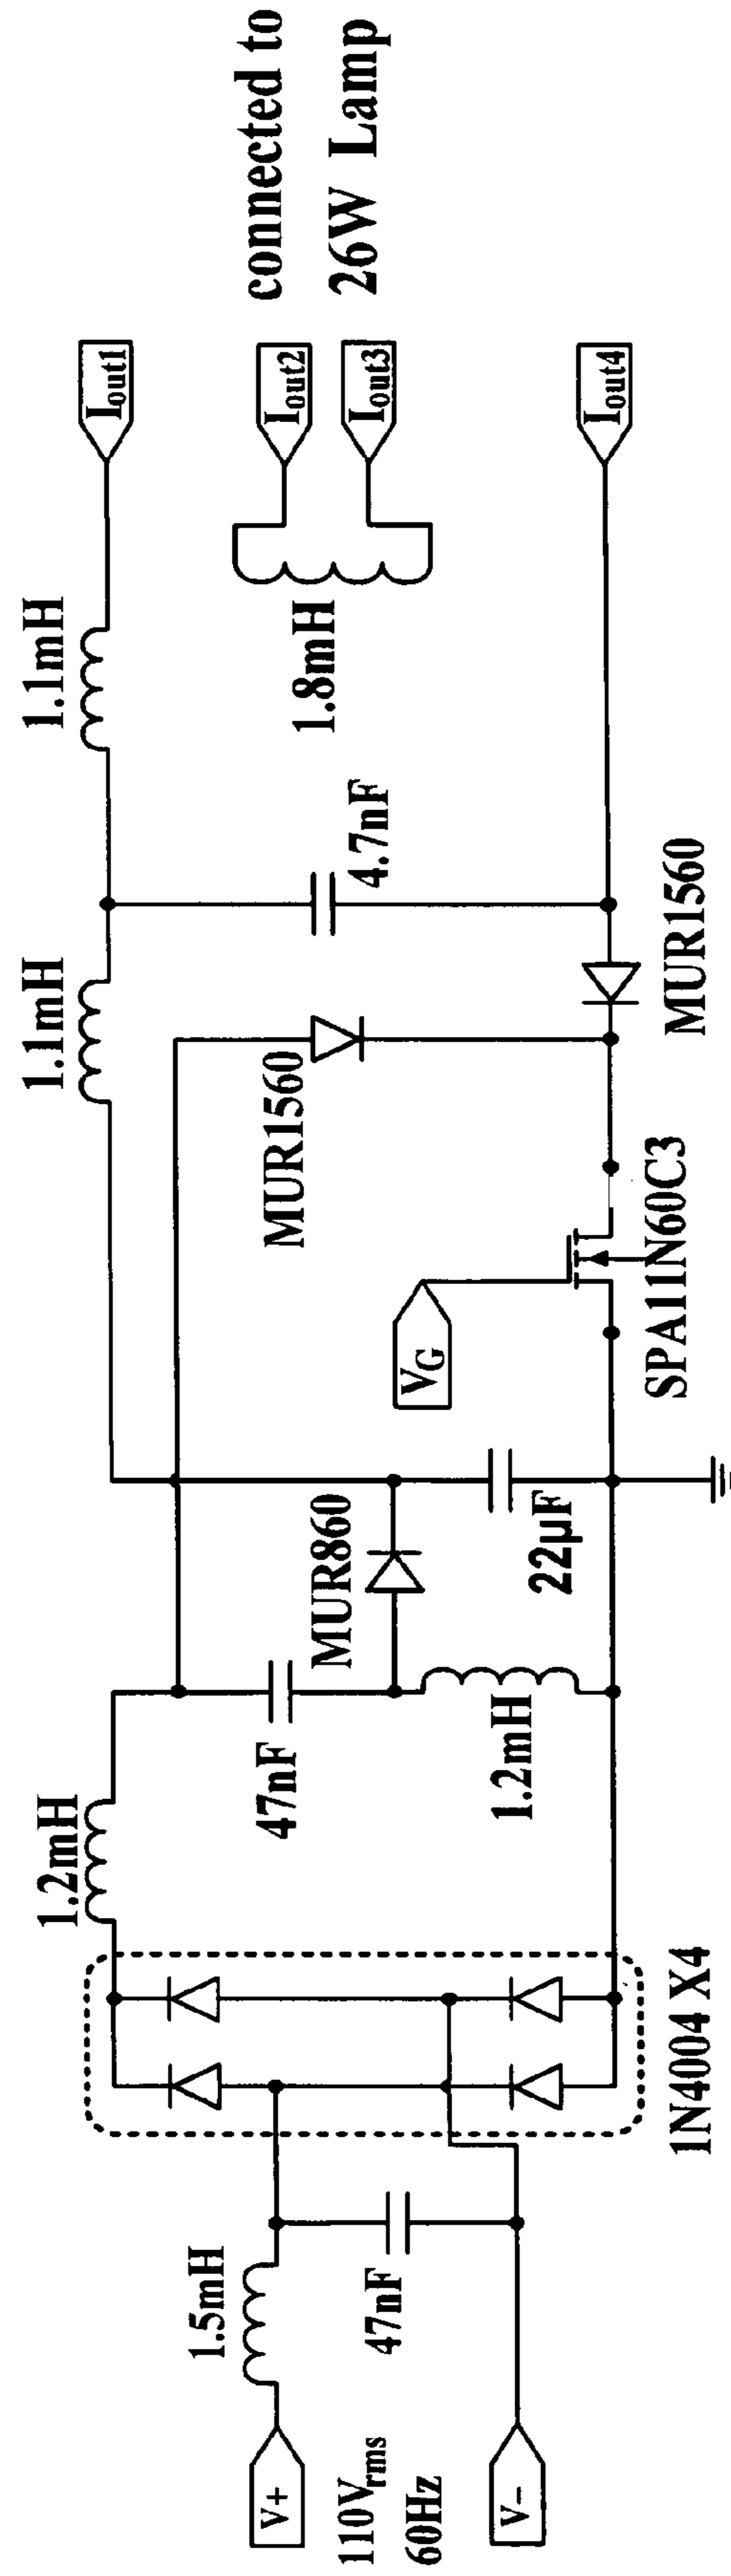 V+
110Vrms
60Hz
V−
1.5mH
47nF
1N4004 X4
1.2mH
47nF
1.2mH
MUR860
22μF
VG
SPA11N60C3
MUR1560
MUR1560
1.1mH
4.7nF
1.1mH
1.8mH
Iout1
Iout2
Iout3
Iout4
connected to
26W Lamp